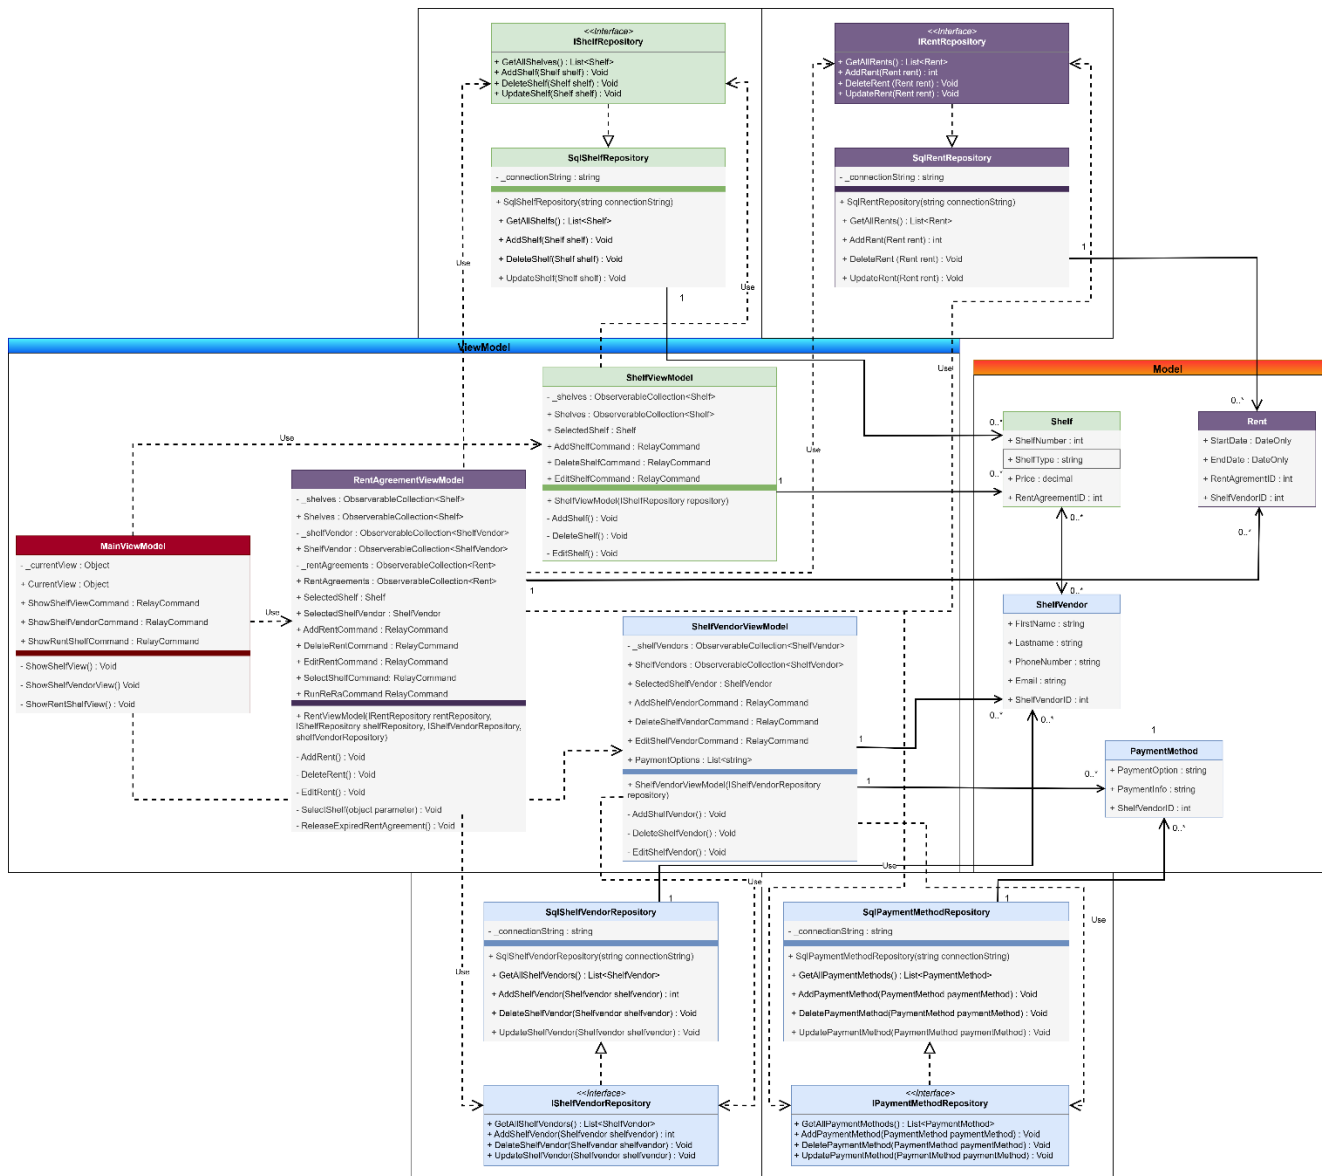 <<Interface>>
IShelfRepository
+ GetAllShelves() : List<Shelf>
+ AddShelf(Shelf shelf) : Void
+ DeleteShelf(Shelf shelf) : Void
+ UpdateShelf(Shelf shelf) : Void
<<Interface>>
IRentRepository
+ GetAllRents() : List<Rent>
+ AddRent(Rent rent) : int
+ DeleteRent (Rent rent) : Void
+ UpdateRent(Rent rent) : Void
SqlShelfRepository
- _connectionString : string
+ SqlShelfRepository(string connectionString)
+ GetAllShelfs() : List<Shelf>
+ AddShelf(Shelf shelf) : Void
+ DeleteShelf(Shelf shelf) : Void
+ UpdateShelf(Shelf shelf) : Void
SqlRentRepository
- _connectionString : string
+ SqlRentRepository(string connectionString)
+ GetAllRents() : List<Rent>
+ AddRent(Rent rent) : int
+ DeleteRent (Rent rent) : Void
+ UpdateRent(Rent rent) : Void
Use
Use
1
1
ViewModel
Use
Model
ShelfViewModel
- _shelves : ObserverableCollection<Shelf>
+ Shelves : ObserverableCollection<Shelf>
+ SelectedShelf : Shelf
+ AddShelfCommand : RelayCommand
+ DeleteShelfCommand : RelayCommand
+ EditShelfCommand : RelayCommand
+ ShelfViewModel(IShelfRepository repository)
- AddShelf() : Void
- DeleteShelf() : Void
- EditShelf() : Void
1
Use
Use
0..*
0..*
0..*
Shelf
+ ShelfNumber : int
+ ShelfType : string
+ Price : decimal
+ RentAgreementID : int
0..*
Rent
+ StartDate : DateOnly
+ EndDate : DateOnly
+ RentAgrementID : int
+ ShelfVendorID : int
0..*
RentAgreementViewModel
- _shelves : ObserverableCollection<Shelf>
+ Shelves : ObserverableCollection<Shelf>
- _shelfVendor : ObserverableCollection<ShelfVendor>
+ ShelfVendor : ObserverableCollection<ShelfVendor>
- _rentAgreements : ObserverableCollection<Rent>
+ RentAgreements : ObserverableCollection<Rent>
+ SelectedShelf : Shelf
+ SelectedShelfVendor : ShelfVendor
+ AddRentCommand : RelayCommand
+ DeleteRentCommand : RelayCommand
+ EditRentCommand : RelayCommand
+ SelectShelfCommand: RelayCommand
+ RunReRaCommand RelayCommand
+ RentViewModel(IRentRepository rentRepository,
IShelfRepository shelfRepository, IShelfVendorRepository,
shelfVendorRepository)
- AddRent() : Void
- DeleteRent() : Void
- EditRent() : Void
- SelectShelf(object parameter) : Void
- ReleaseExpiredRentAgreement() : Void
1
MainViewModel
- _currentView : Object
+ CurrentView : Object
+ ShowShelfViewCommand : RelayCommand
+ ShowShelfVendorCommand : RelayCommand
+ ShowRentShelfCommand : RelayCommand
- ShowShelfView() : Void
- ShowShelfVendorView() Void
- ShowRentShelfView() : Void
Use
0..*
ShelfVendor
+ FirstName : string
+ Lastname : string
+ PhoneNumber : string
+ Email : string
+ ShelfVendorID : int
0..*
0..*
ShelfVendorViewModel
- _shelfVendors : ObserverableCollection<ShelfVendor>
+ ShelfVendors : ObserverableCollection<ShelfVendor>
+ SelectedShelfVendor : ShelfVendor
+ AddShelfVendorCommand : RelayCommand
+ DeleteShelfVendorCommand : RelayCommand
+ EditShelfVendorCommand : RelayCommand
+ PaymentOptions : List<string>
+ ShelfVendorViewModel(IShelfVendorRepository
repository)
- AddShelfVendor() : Void
- DeleteShelfVendor() : Void
- EditShelfVendor() : Void
1
1
1
0..*
PaymentMethod
+ PaymentOption : string
+ PaymentInfo : string
+ ShelfVendorID : int
0..*
Use
Use
1
1
Use
Use
SqlShelfVendorRepository
- _connectionString : string
+ SqlShelfVendorRepository(string connectionString)
+ GetAllShelfVendors() : List<ShelfVendor>
+ AddShelfVendor(Shelfvendor shelfvendor) : int
+ DeleteShelfVendor(Shelfvendor shelfvendor) : Void
+ UpdateShelfVendor(Shelfvendor shelfvendor) : Void
SqlPaymentMethodRepository
- _connectionString : string
+ SqlPaymentMethodRepository(string connectionString)
+ GetAllPaymentMethods() : List<PaymentMethod>
+ AddPaymentMethod(PaymentMethod paymentMethod) : Void
+ DeletePaymentMethod(PaymentMethod paymentMethod) : Void
+ UpdatePaymentMethod(PaymentMethod paymentMethod) : Void
<<Interface>>
IShelfVendorRepository
+ GetAllShelfVendors() : List<ShelfVendor>
+ AddShelfVendor(Shelfvendor shelfvendor) : int
+ DeleteShelfVendor(Shelfvendor shelfvendor) : Void
+ UpdateShelfVendor(Shelfvendor shelfvendor) : Void
<<Interface>>
IPaymentMethodRepository
+ GetAllPaymentMethods() : List<PaymentMethod>
+ AddPaymentMethod(PaymentMethod paymentMethod) : Void
+ DeletePaymentMethod(PaymentMethod paymentMethod) : Void
+ UpdatePaymentMethod(PaymentMethod paymentMethod) : Void